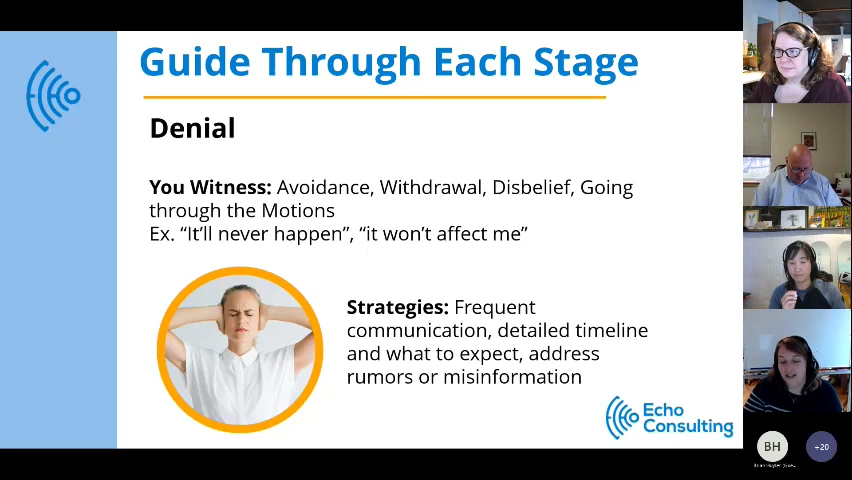 Guide Through Each Stage
Denial
You Witness: Avoidance, Withdrawal, Disbelief, Going
through the Motions
Ex. “It’ll never happen”, “it won’t affect me”
Strategies: Frequent
communication, detailed timeline
and what to expect, address
rumors or misinformation
Echo
Consulting
BH
+20